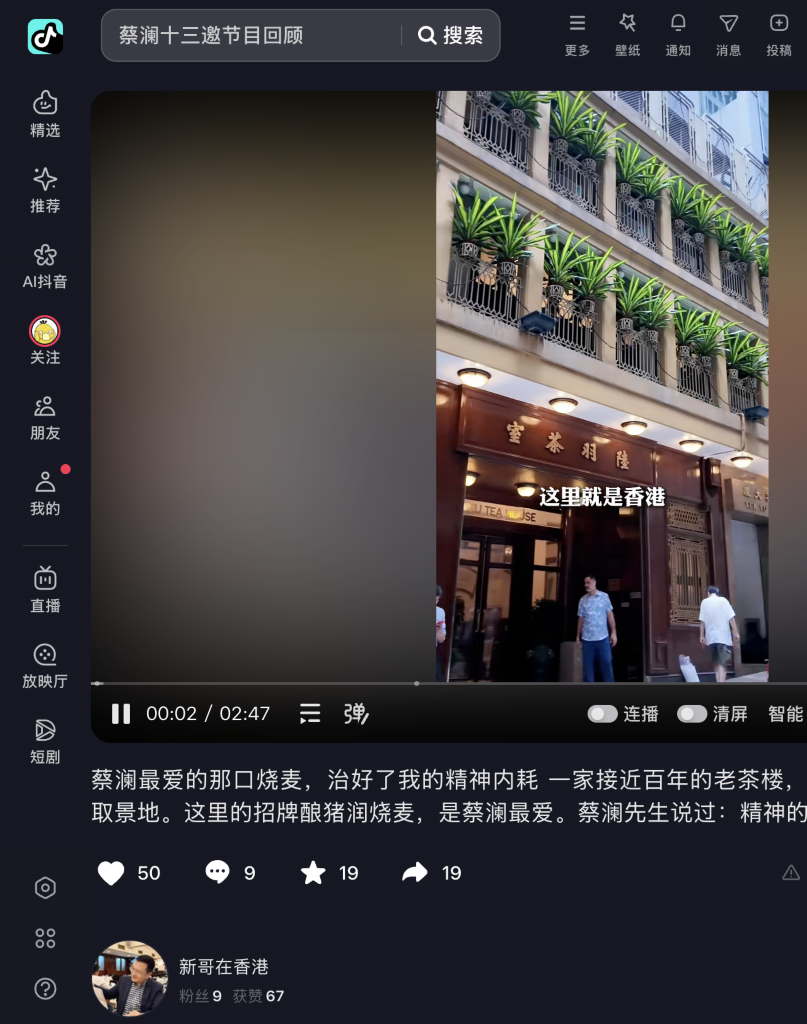 蔡澜十三邀节目回顾
搜索
更多
壁纸
通知
消息
投稿
精选
推荐
AI抖音
关注
朋友
我的
直播
放映厅
短剧
室茶羽陸
这里就是香港
U TEA HOUSE
00:02 / 02:47
弹
连播
清屏
智能
蔡澜最爱的那口烧麦，治好了我的精神内耗 一家接近百年的老茶楼，
取景地。这里的招牌酿猪润烧麦，是蔡澜最爱。蔡澜先生说过：精神的
50
9
19
19
新哥在香港
粉丝 9 获赞 67